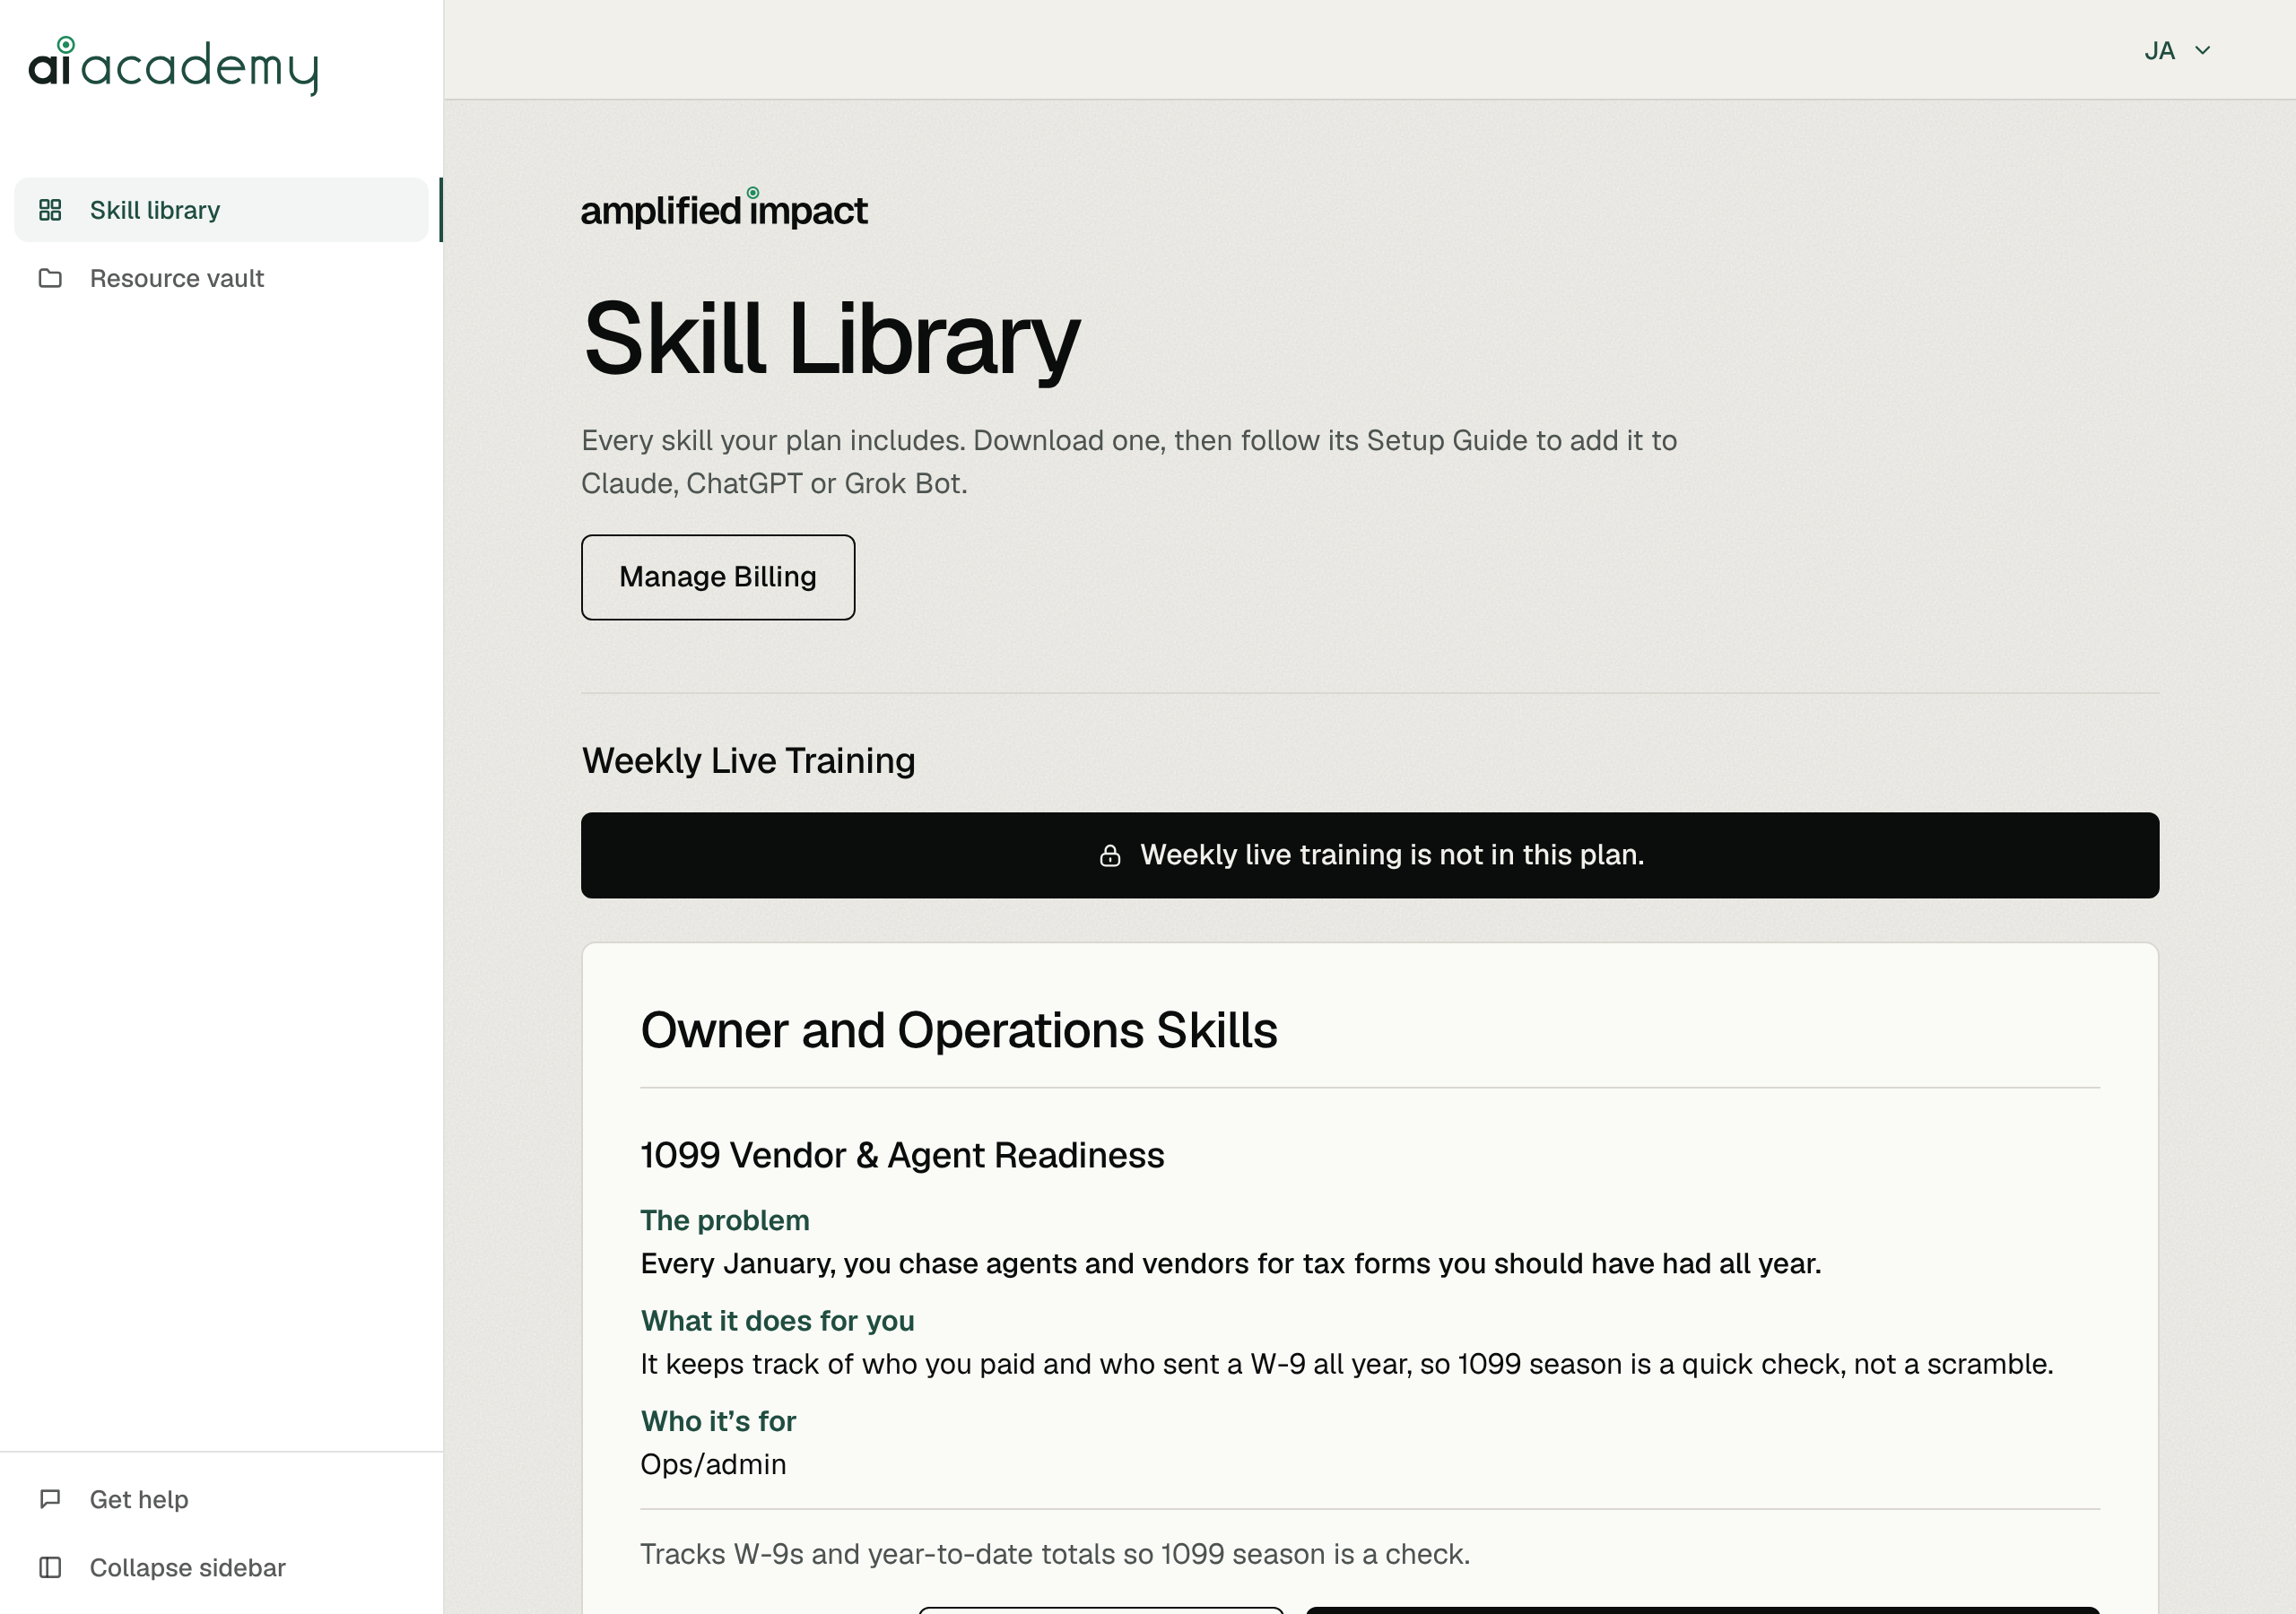 ai academy
JA
Skill library
Resource vault
amplified impact
Skill Library
Every skill your plan includes. Download one, then follow its Setup Guide to add it to
Claude, ChatGPT or Grok Bot.
Manage Billing
Weekly Live Training
Weekly live training is not in this plan.
Owner and Operations Skills
1099 Vendor & Agent Readiness
The problem
Every January, you chase agents and vendors for tax forms you should have had all year.
What it does for you
It keeps track of who you paid and who sent a W-9 all year, so 1099 season is a quick check, not a scramble.
Who it’s for
Ops/admin
Tracks W-9s and year-to-date totals so 1099 season is a check.
Get help
Collapse sidebar